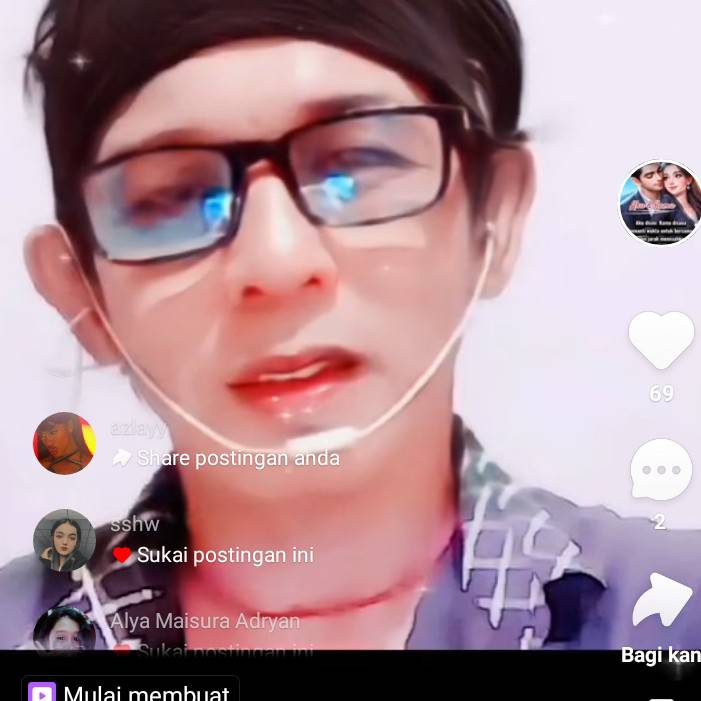 69
azlayy
Share postingan anda
sshw
2
Sukai postingan ini
Alya Maisura Adryan
Sukai postingan ini
Bagi kan
Mulai membuat